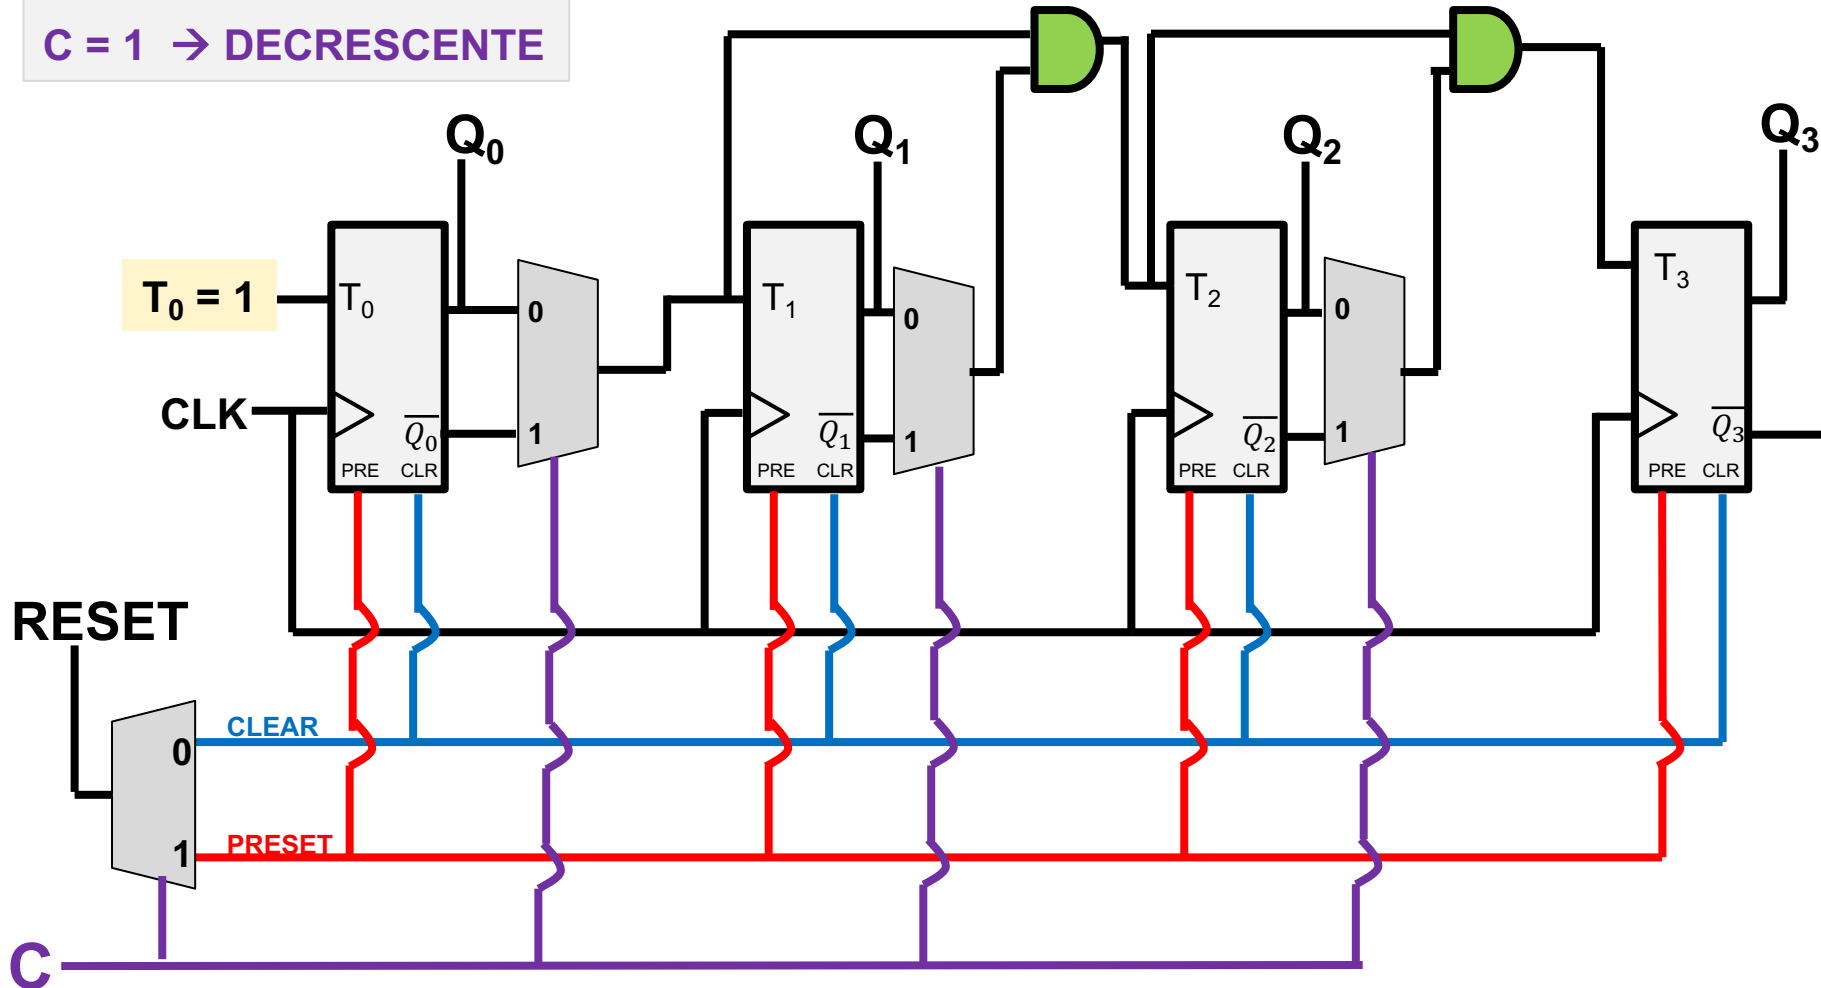 C = 1 → DECRESCENTE
Q0
Q1
Q2
Q3
T0 = 1
T0
0
T1
0
T2
0
T3
CLK
Q̅0
1
Q̅1
1
Q̅2
1
Q̅3
PRE CLR
PRE CLR
PRE CLR
PRE CLR
RESET
CLEAR
0
PRESET
1
C